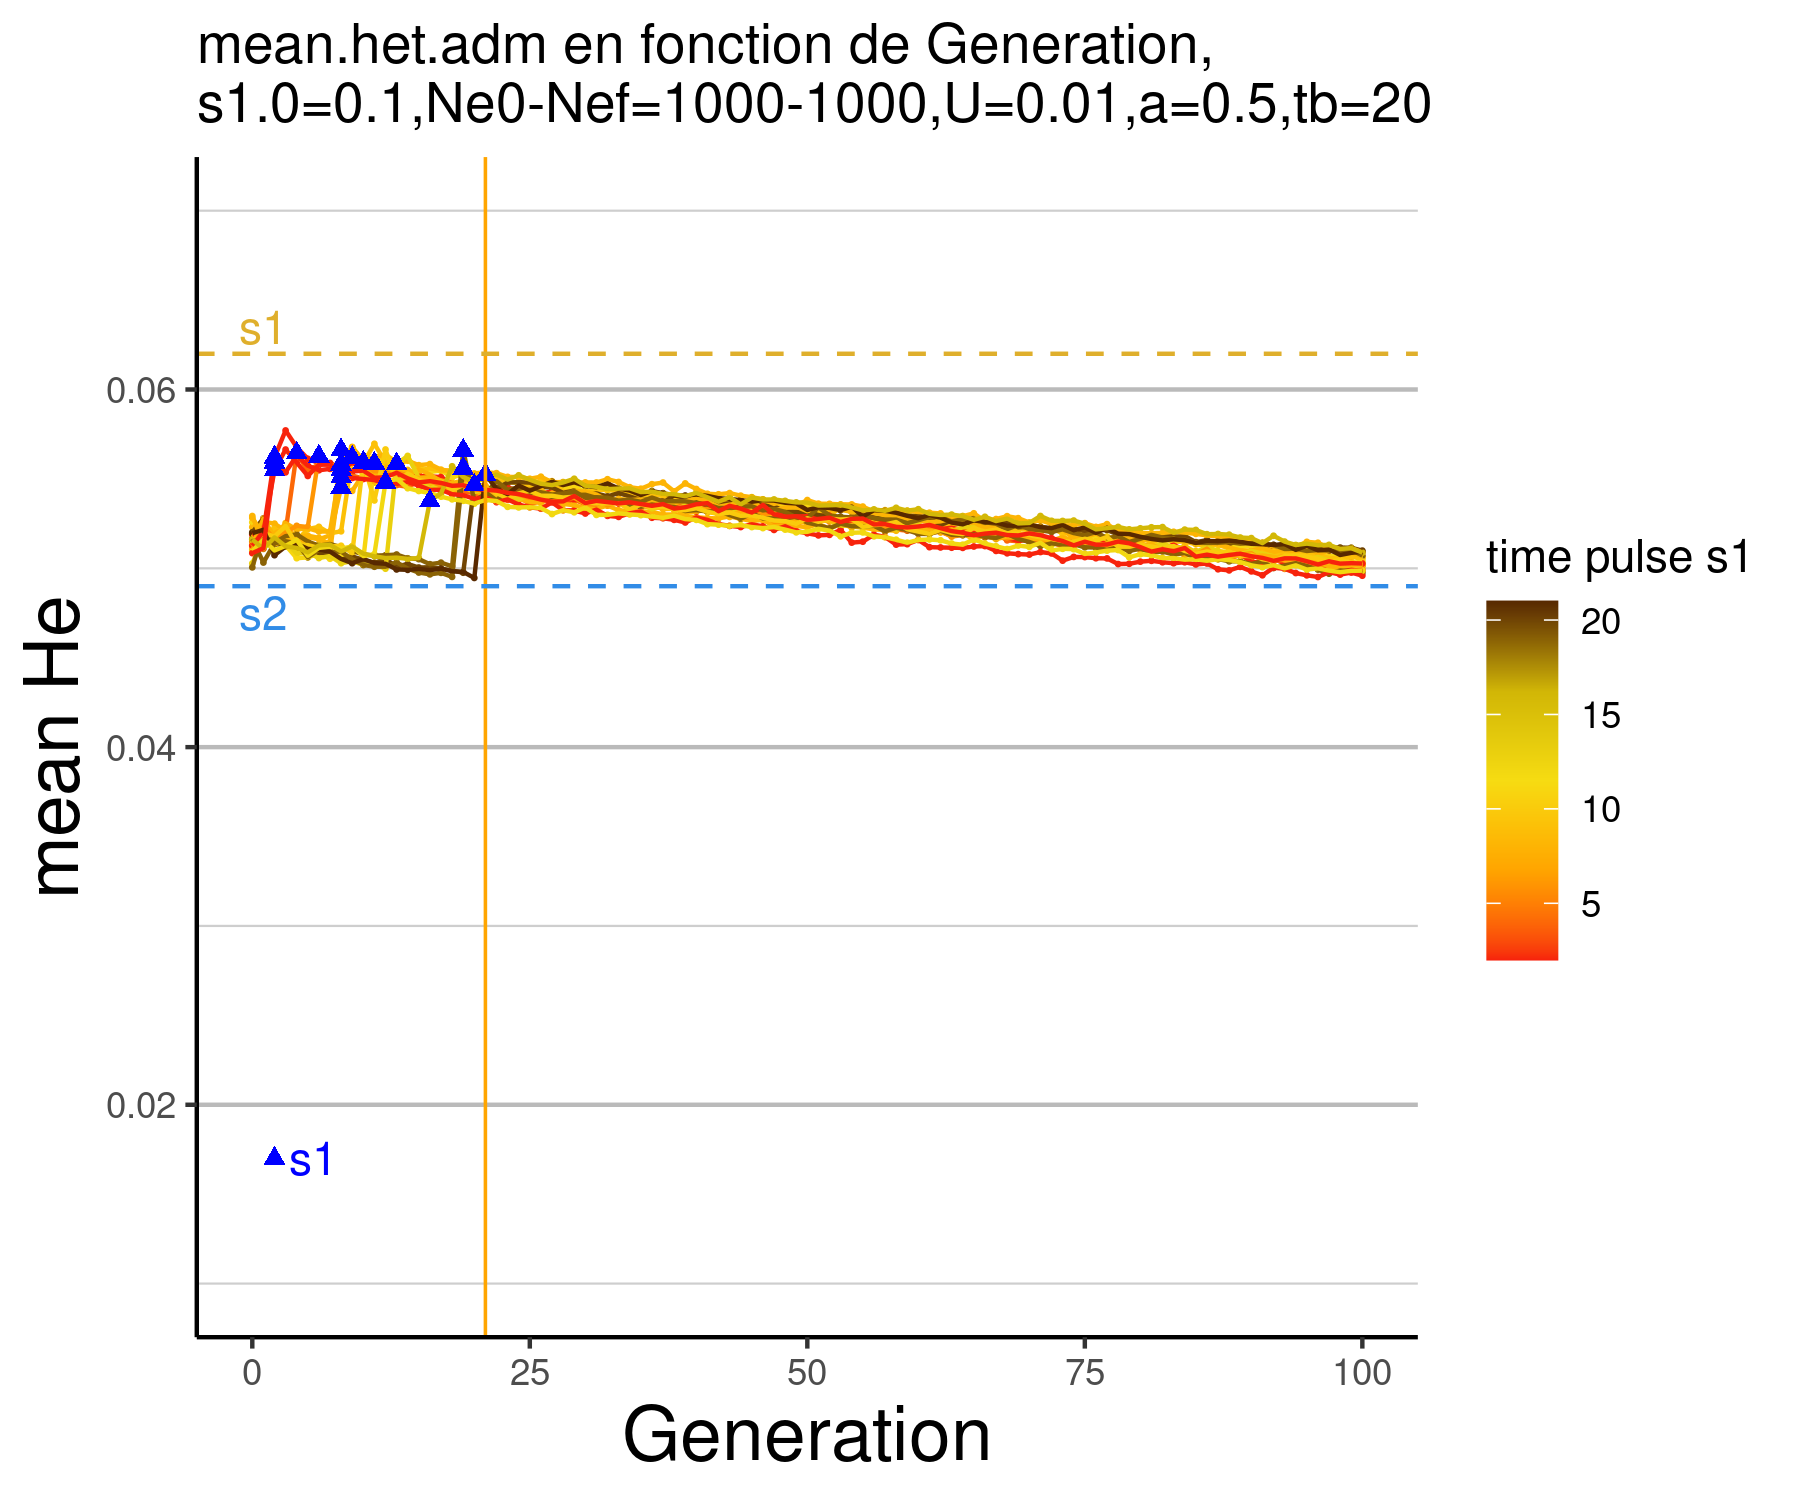 mean.het.adm en fonction de Generation,
s1.0=0.1,Ne0-Nef=1000-1000,U=0.01,a=0.5,tb=20
s1
0.06
s2
mean He
0.04
0.02
s1
0
25
50
75
100
Generation
time pulse s1
20
15
10
5